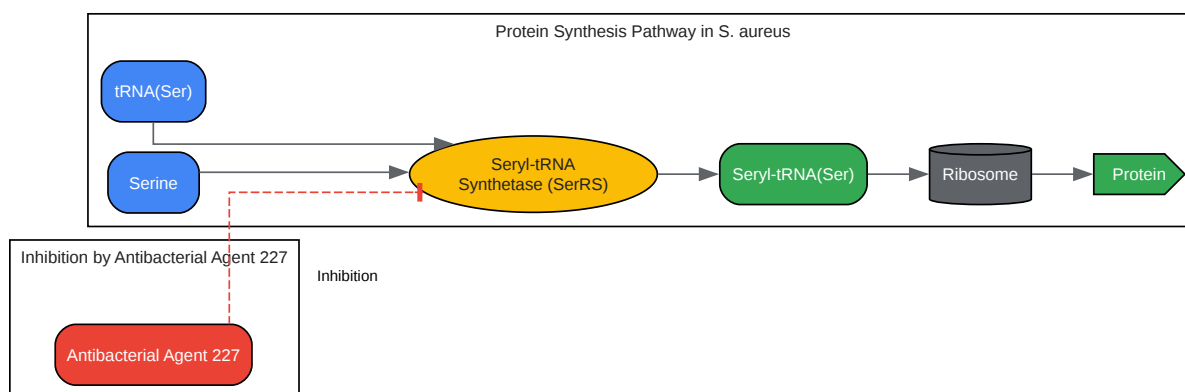 Protein Synthesis Pathway in S. aureus
tRNA(Ser)
Serine
Seryl-tRNA
Synthetase (SerRS)
Seryl-tRNA(Ser)
Ribosome
Protein
Inhibition by Antibacterial Agent 227
Inhibition
Antibacterial Agent 227